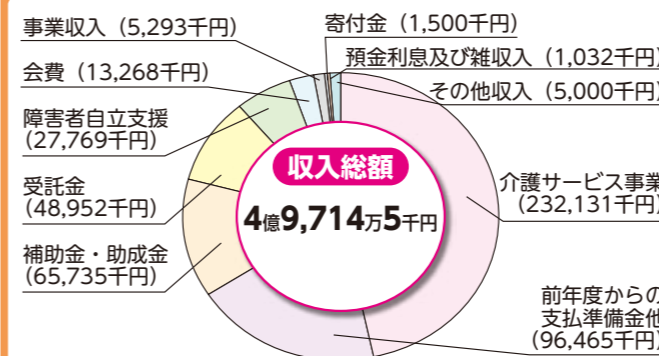 事業収入（5,293千円）
寄付金（1,500千円）
預金利息及び雑収入（1,032千円）
会費（13,268千円）
その他収入（5,000千円）
障害者自立支援
（27,769千円）
収入総額
4億9,714万5千円
介護サービス事業
（232,131千円）
受託金
（48,952千円）
補助金・助成金
（65,735千円）
前年度からの
支払準備金他
（96,465千円）